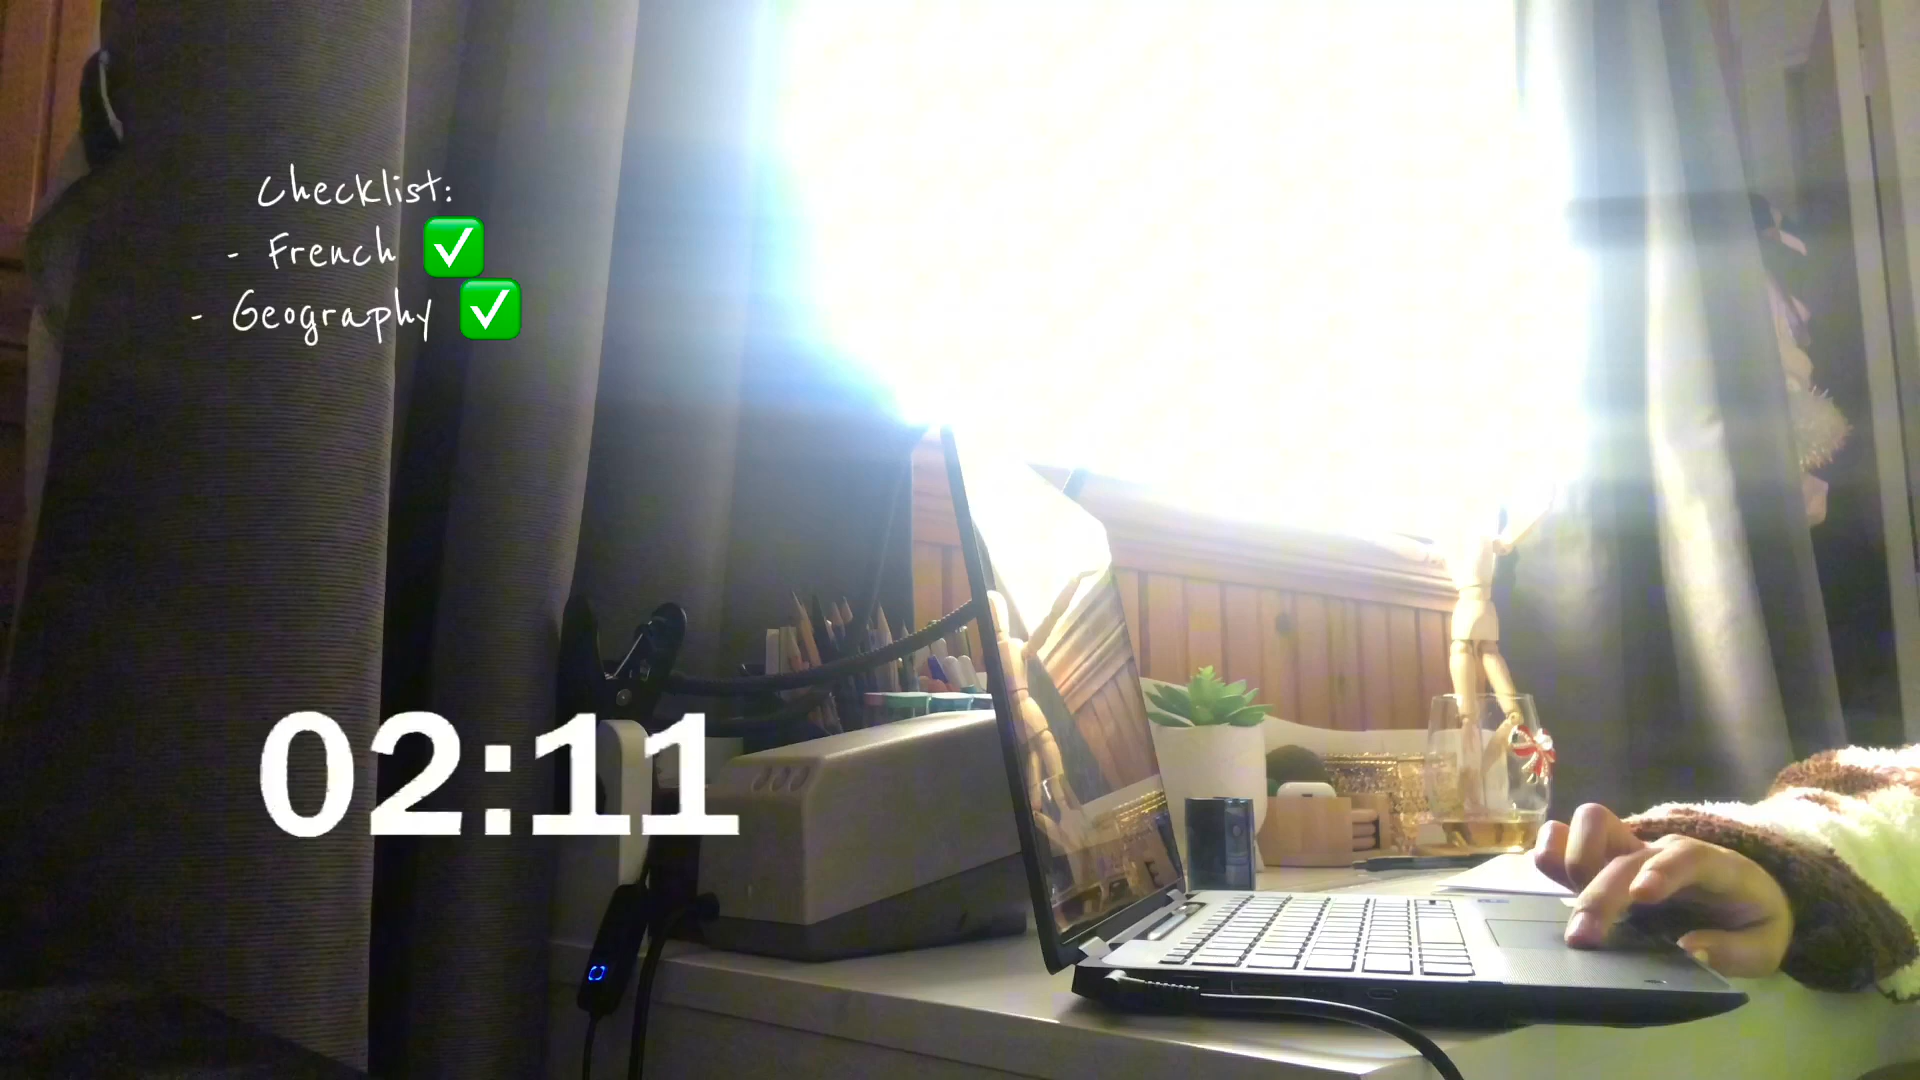 Checklist:
- French ✅
- Geography ✅
02:11